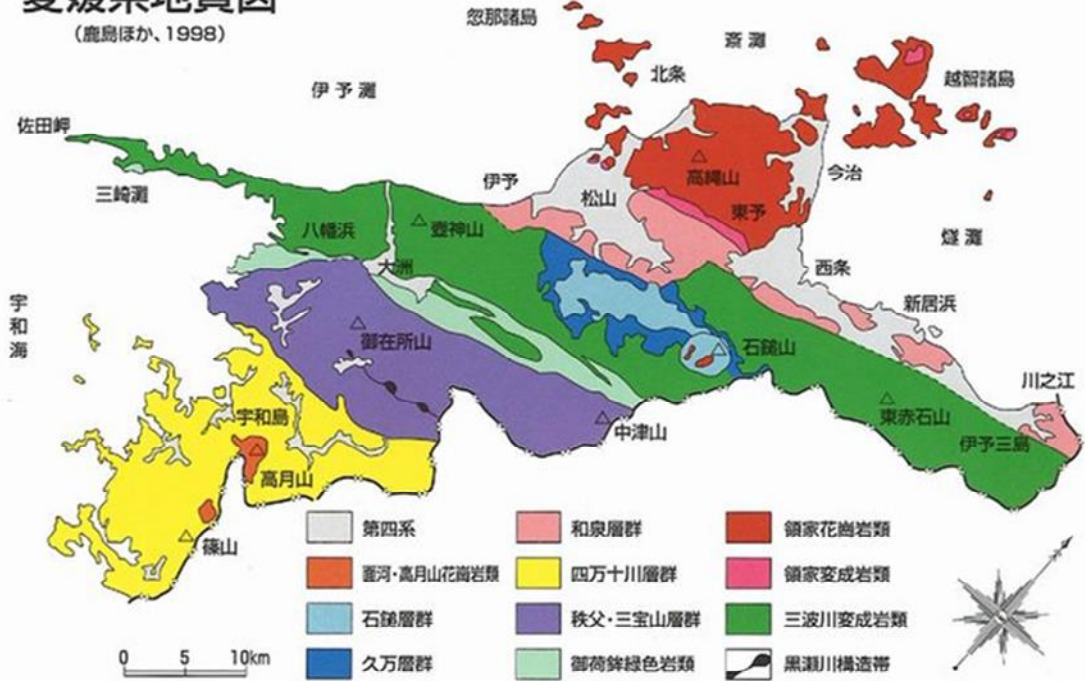 愛媛県地質図
(鹿島ほか、1998)
忽那諸島
斎灘
北条
越智諸島
伊予灘
佐田岬
三崎灘
伊予
松山
高縄山
今治
東予
燧灘
八幡浜
壺神山
大洲
西条
新居浜
宇和海
御在所山
石鎚山
川之江
宇和島
中津山
東赤石山
伊予三島
高月山
篠山
第四系
和泉層群
領家花崗岩類
面河・高月山花崗岩類
四万十川層群
領家変成岩類
石鎚層群
秩父・三宝山層群
三波川変成岩類
久万層群
御荷鉾緑色岩類
黒瀬川構造帯
0 5 10km